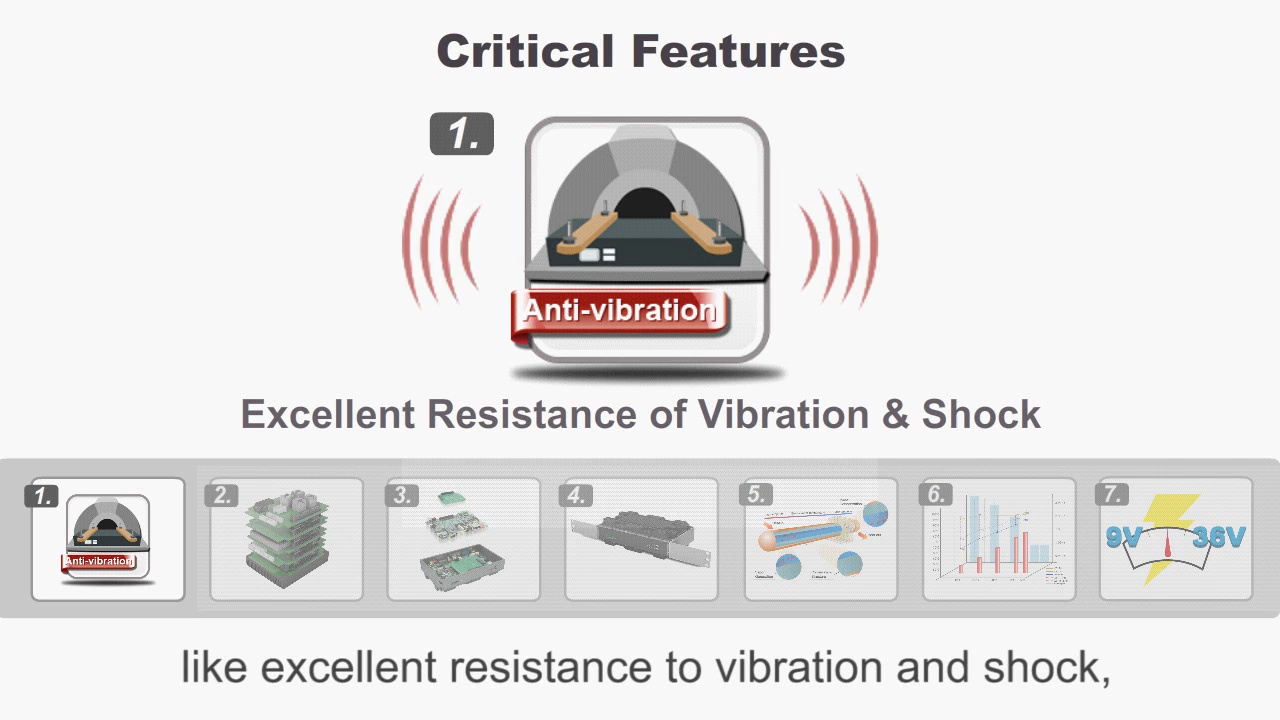 Critical Features
1.
Anti-vibration
Excellent Resistance of Vibration & Shock
1.
2.
3.
4.
5.
6.
7.
Anti-vibration
9V
36V
like excellent resistance to vibration and shock,